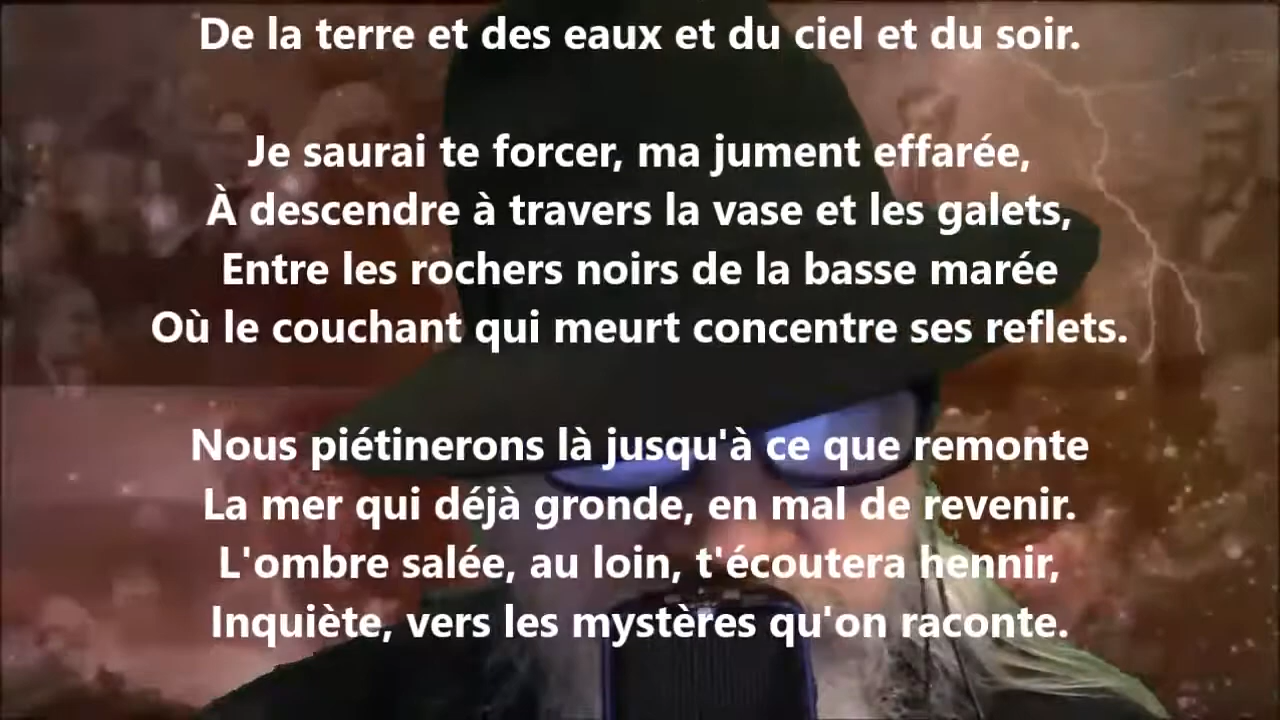 De la terre et des eaux et du ciel et du soir.
Je saurai te forcer, ma jument effarée,
À descendre à travers la vase et les galets,
Entre les rochers noirs de la basse marée
Où le couchant qui meurt concentre ses reflets.
Nous piétinerons là jusqu'à ce que remonte
La mer qui déjà gronde, en mal de revenir.
L'ombre salée, au loin, t'écoutera hennir,
Inquiète, vers les mystères qu'on raconte.